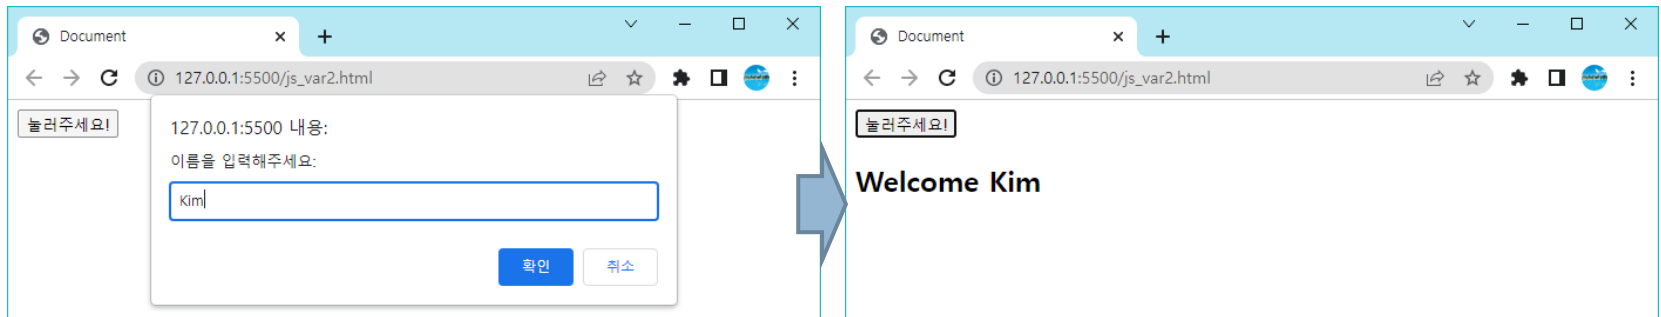 Document
127.0.0.1:5500/js_var2.html
눌러주세요!
127.0.0.1:5500 내용:
이름을 입력해주세요:
Kim
확인 취소
Document
127.0.0.1:5500/js_var2.html
눌러주세요!
Welcome Kim